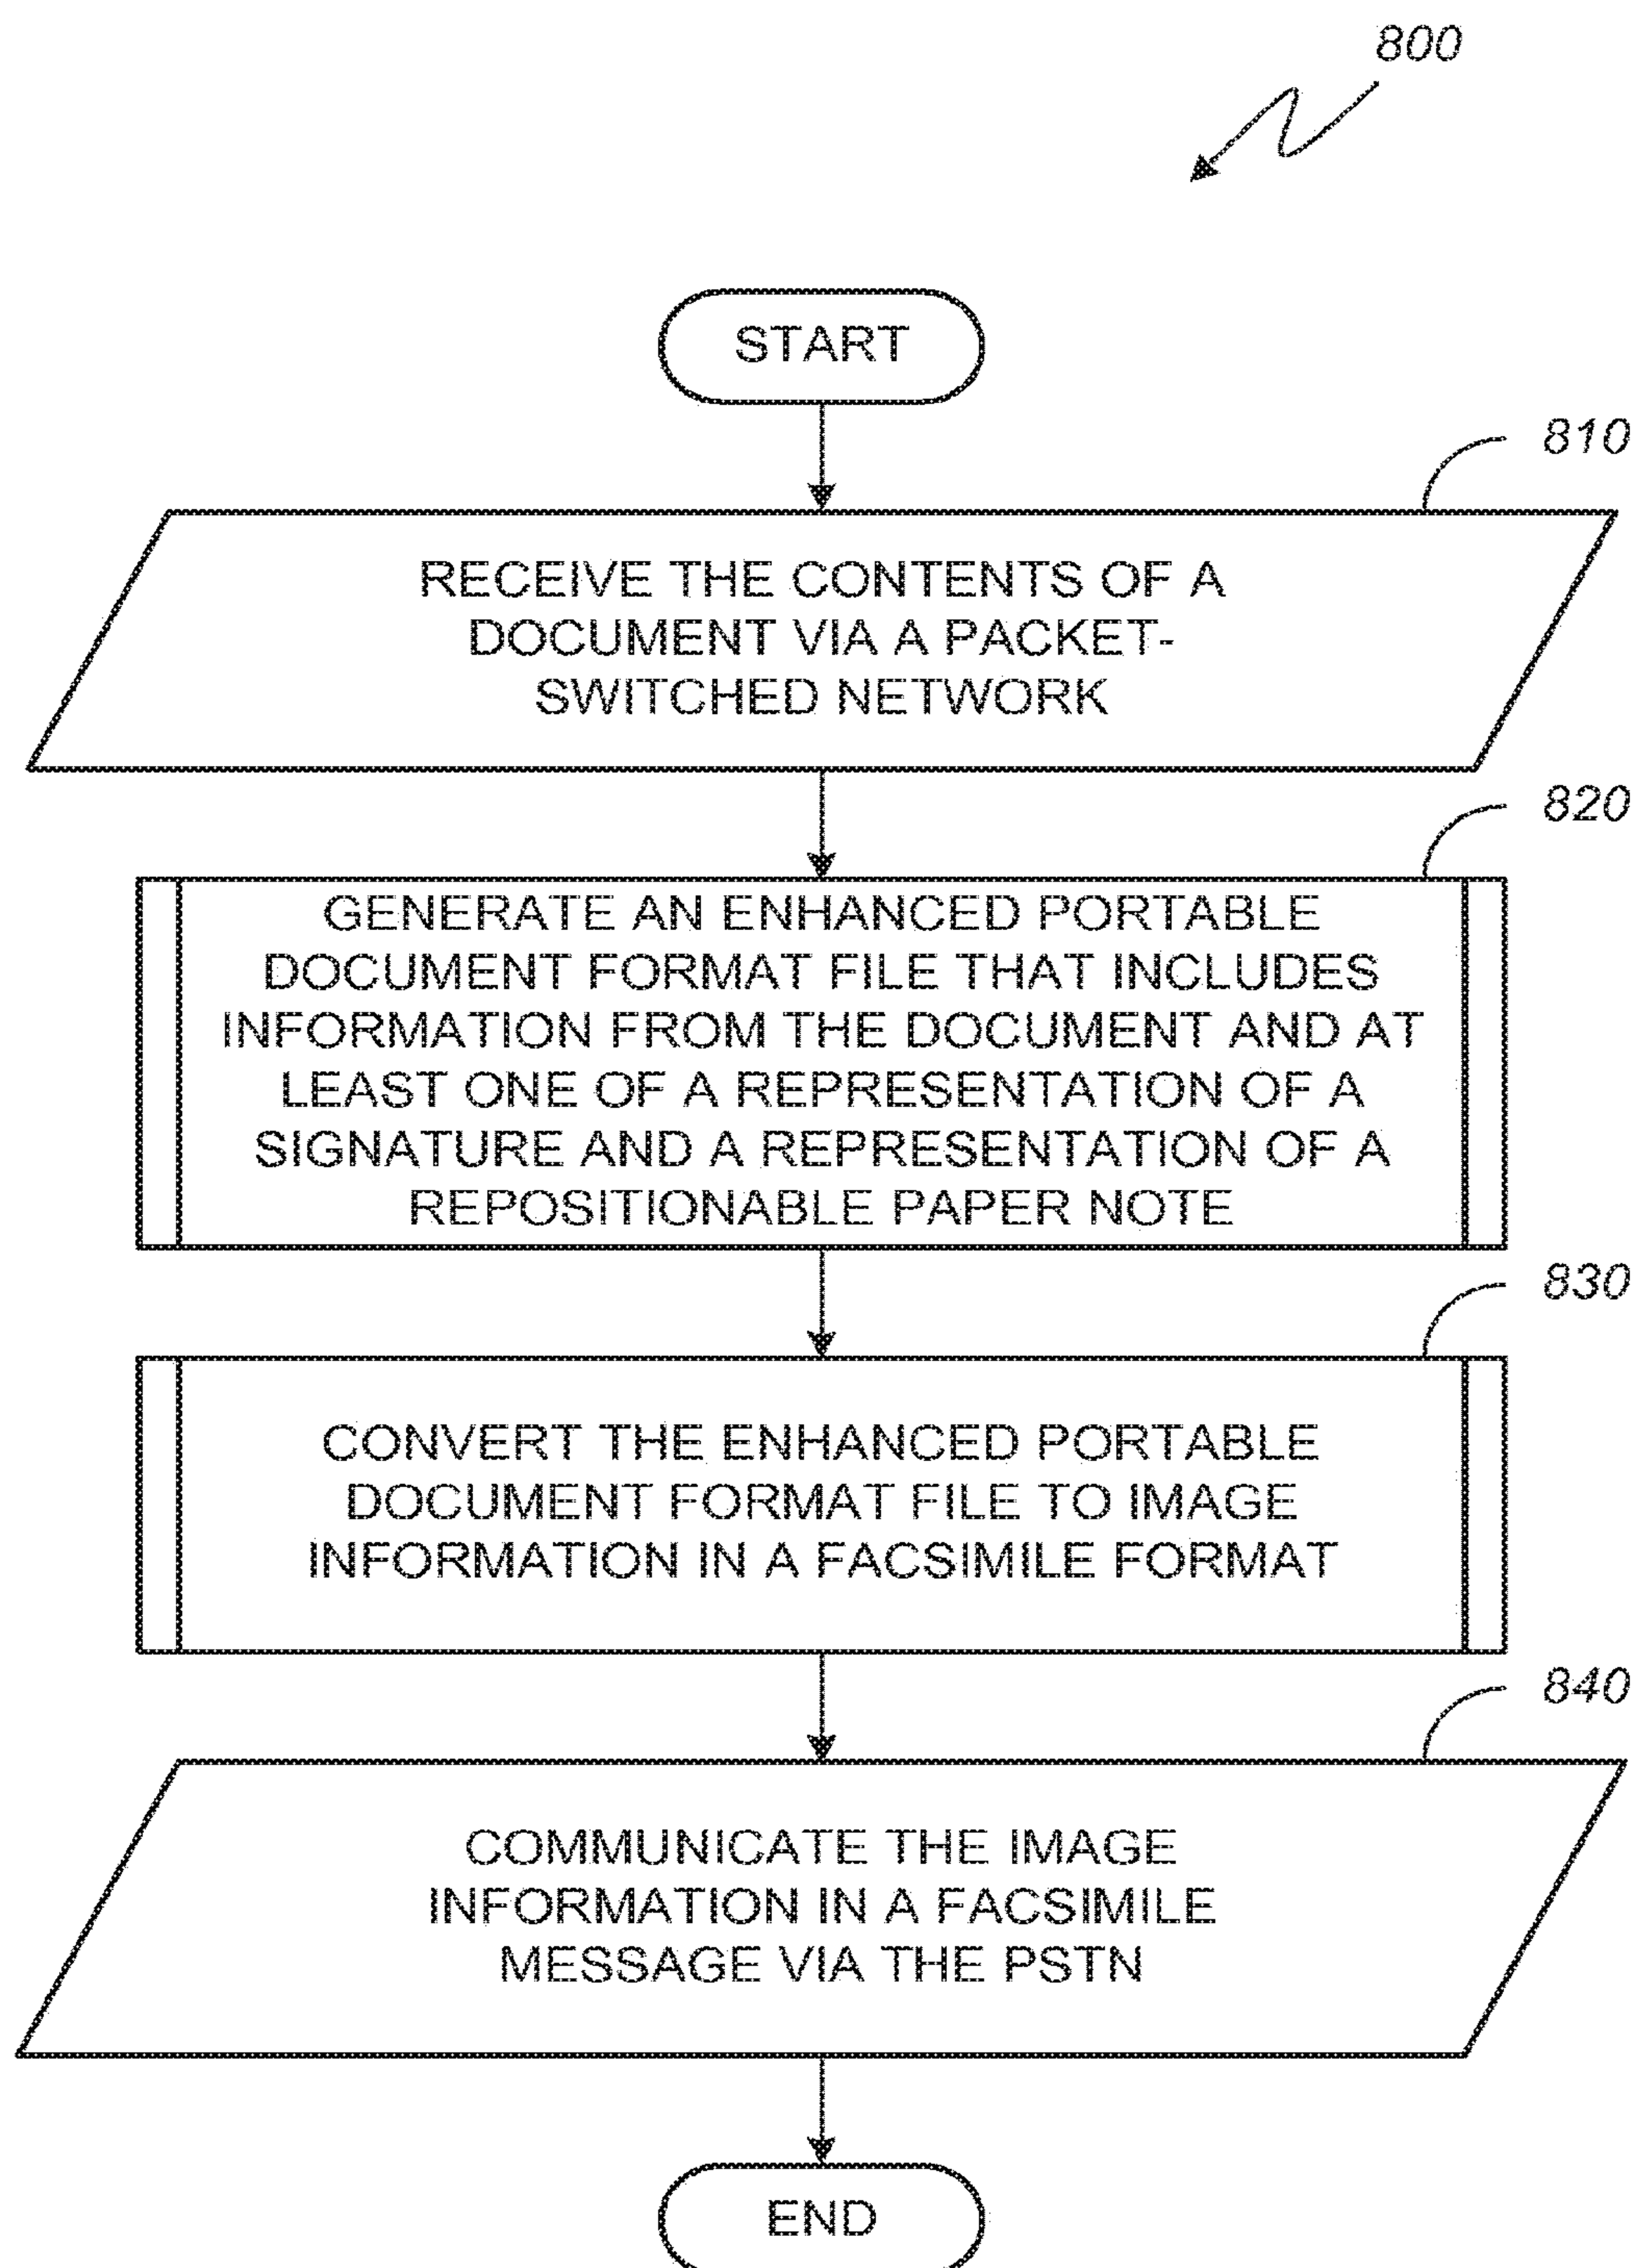 800
START
810
RECEIVE THE CONTENTS OF A
DOCUMENT VIA A PACKET-
SWITCHED NETWORK
820
GENERATE AN ENHANCED PORTABLE
DOCUMENT FORMAT FILE THAT INCLUDES
INFORMATION FROM THE DOCUMENT AND AT
LEAST ONE OF A REPRESENTATION OF A
SIGNATURE AND A REPRESENTATION OF A
REPOSITIONABLE PAPER NOTE
830
CONVERT THE ENHANCED PORTABLE
DOCUMENT FORMAT FILE TO IMAGE
INFORMATION IN A FACSIMILE FORMAT
840
COMMUNICATE THE IMAGE
INFORMATION IN A FACSIMILE
MESSAGE VIA THE PSTN
END